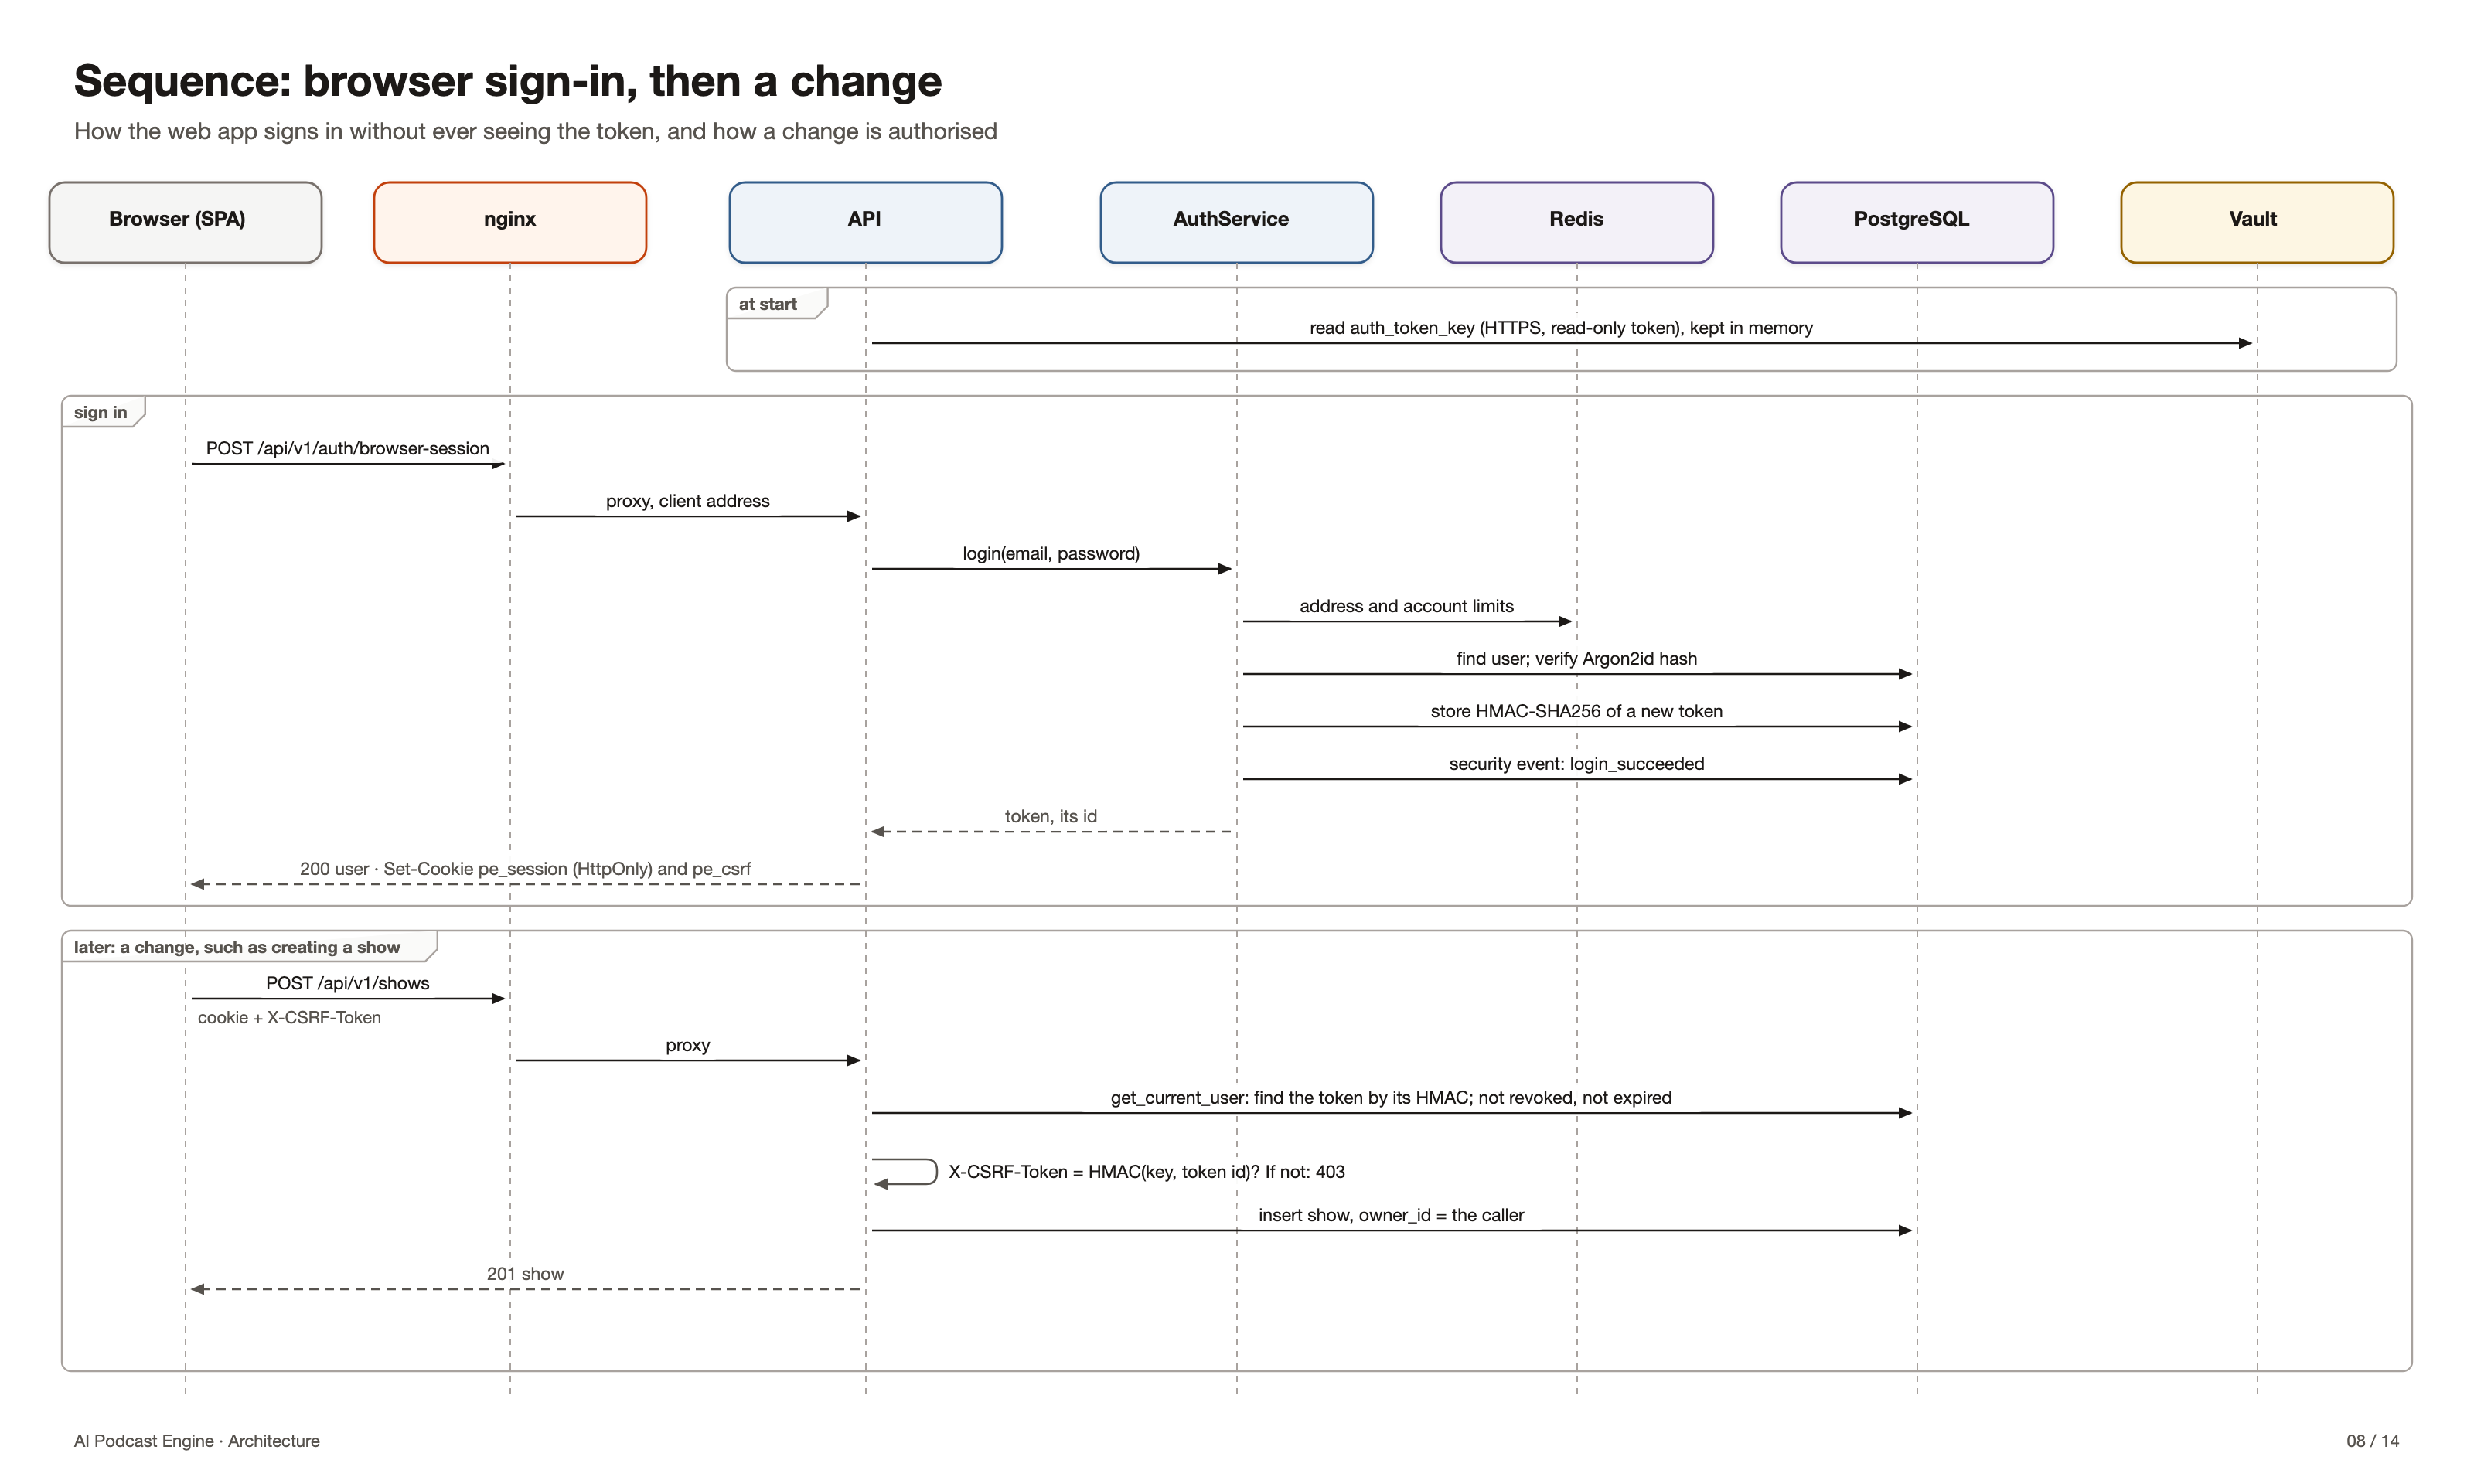 Sequence: browser sign-in, then a change
How the web app signs in without ever seeing the token, and how a change is authorised
Browser (SPA)
nginx
API
AuthService
Redis
PostgreSQL
Vault
at start
read auth_token_key (HTTPS, read-only token), kept in memory
sign in
POST /api/v1/auth/browser-session
proxy, client address
login(email, password)
address and account limits
find user; verify Argon2id hash
store HMAC-SHA256 of a new token
security event: login_succeeded
token, its id
200 user · Set-Cookie pe_session (HttpOnly) and pe_csrf
later: a change, such as creating a show
POST /api/v1/shows
cookie + X-CSRF-Token
proxy
get_current_user: find the token by its HMAC; not revoked, not expired
X-CSRF-Token = HMAC(key, token id)? If not: 403
insert show, owner_id = the caller
201 show
AI Podcast Engine · Architecture
08 / 14